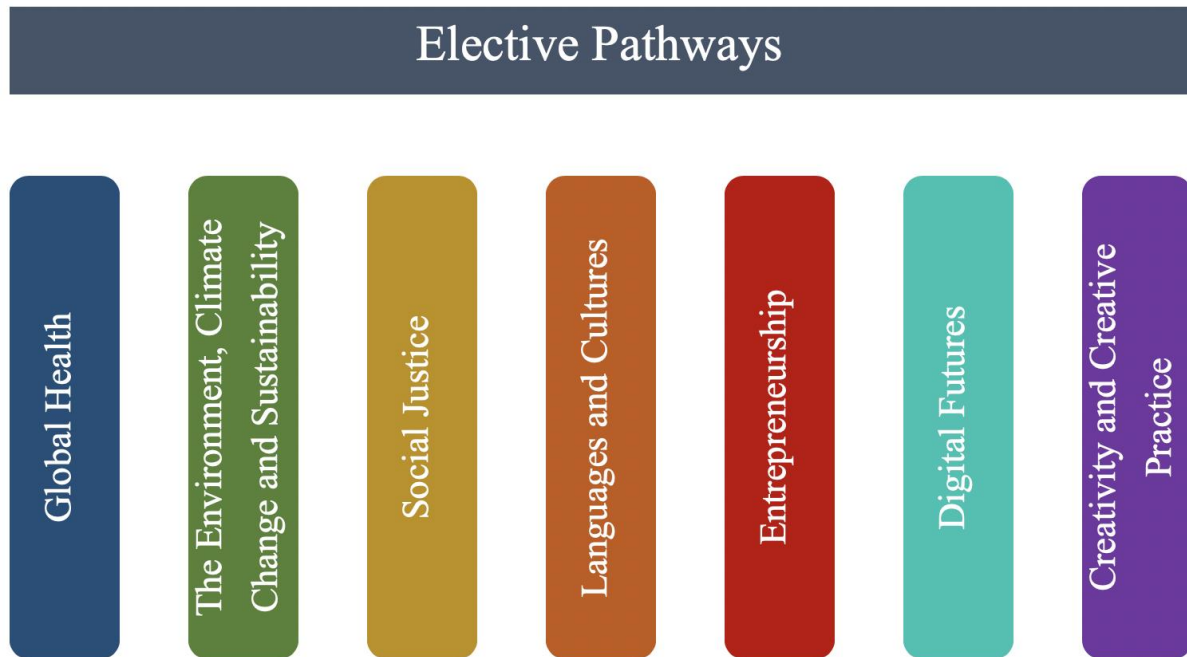 Elective Pathways
Global Health
The Environment, Climate
Change and Sustainability
Social Justice
Languages and Cultures
Entrepreneurship
Digital Futures
Creativity and Creative
Practice